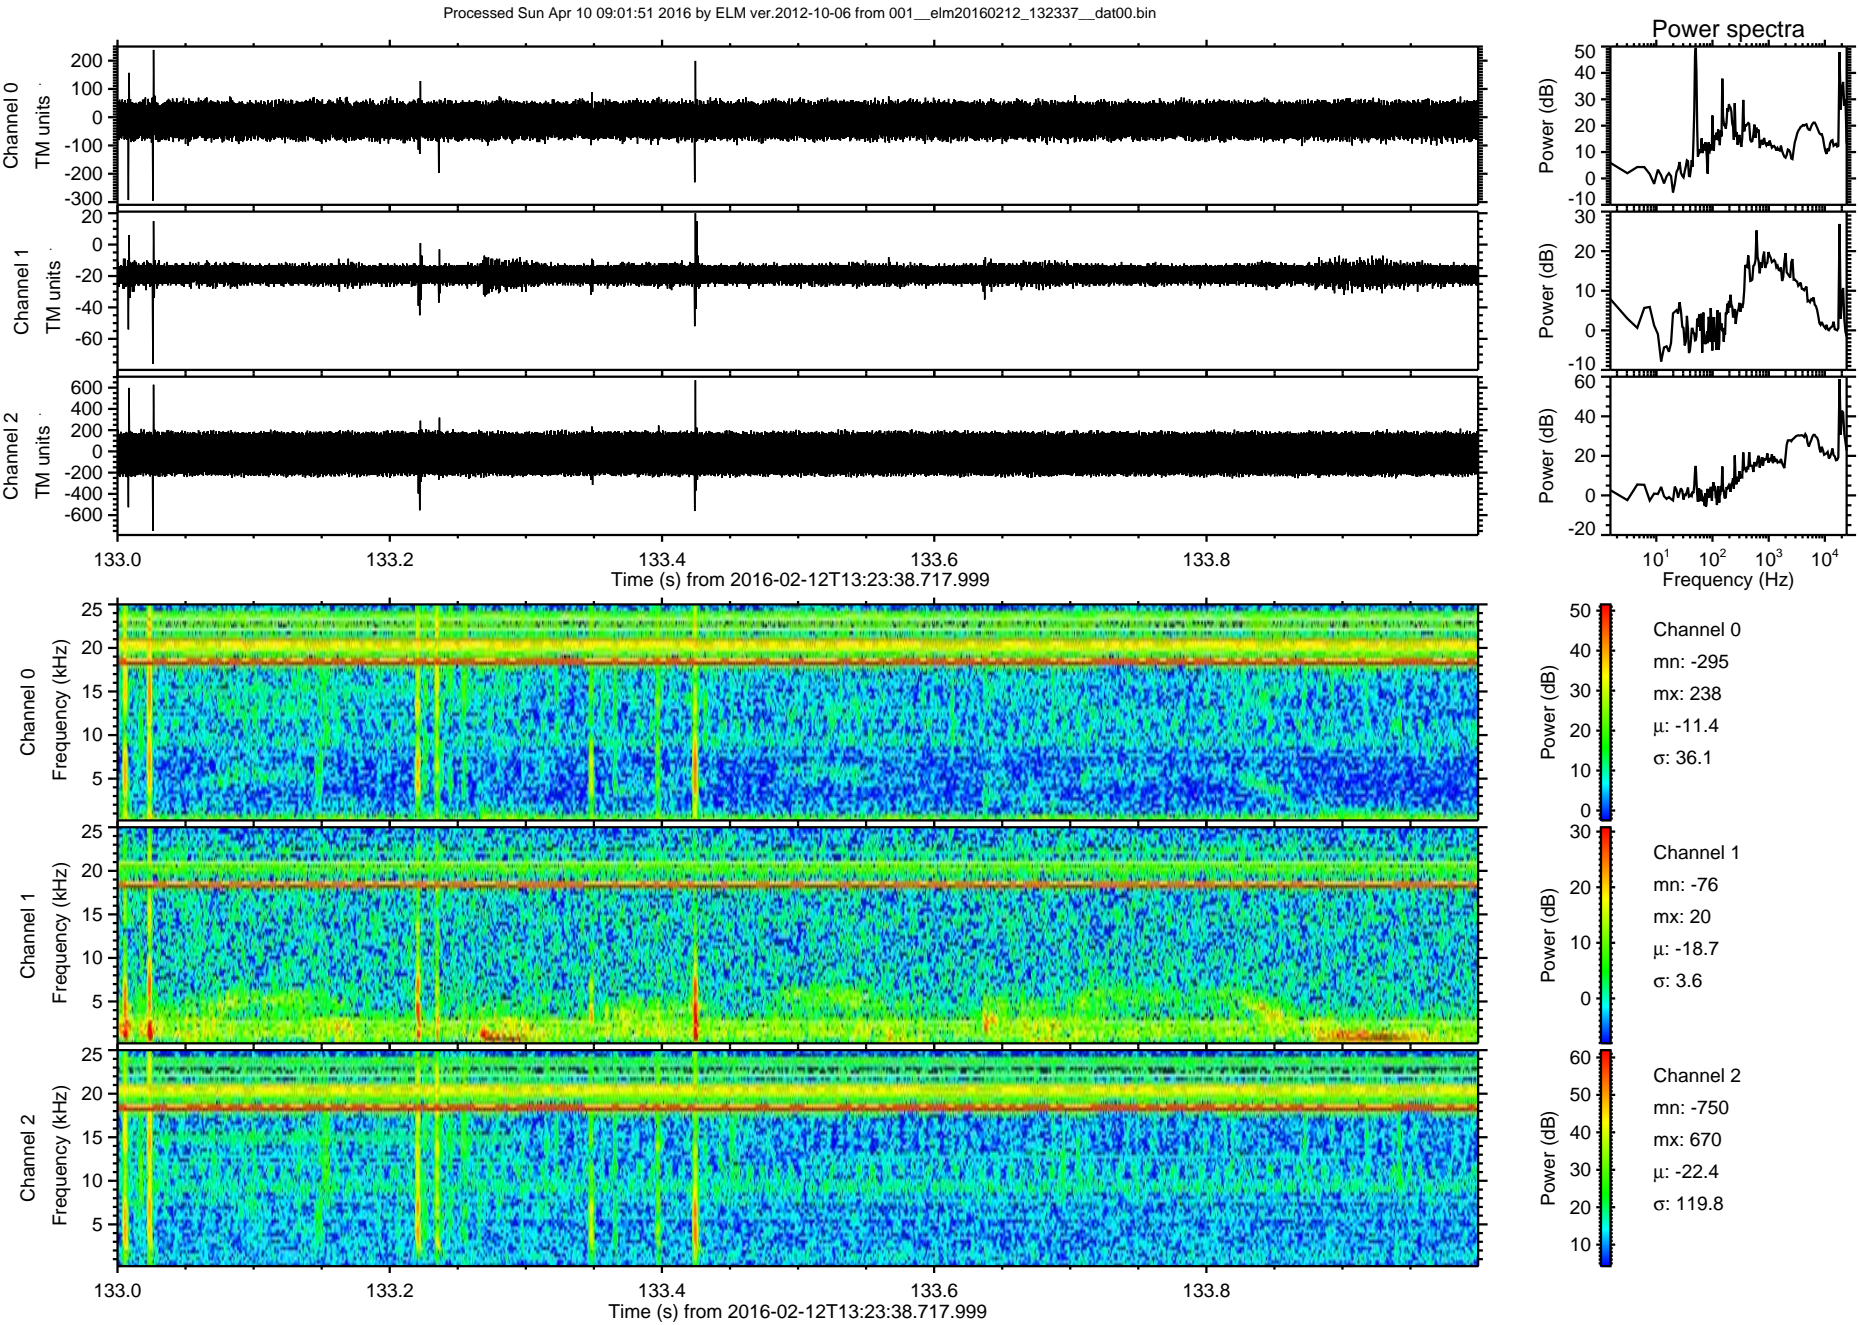 Processed Sun Apr 10 09:01:51 2016 by ELM ver.2012-10-06 from 001__elm20160212_132337__dat00.bin
Power spectra
Channel 0
TM units
200
100
0
-100
-200
-300
Power (dB)
50
40
30
20
10
0
-10
Channel 1
TM units
20
0
-20
-40
-60
Power (dB)
30
20
10
0
-10
Channel 2
TM units
600
400
200
0
-200
-400
-600
Power (dB)
60
40
20
0
-20
133.0 133.2 133.4 133.6 133.8
Time (s) from 2016-02-12T13:23:38.717.999
10¹ 10² 10³ 10⁴
Frequency (Hz)
Channel 0
Frequency (kHz)
25
20
15
10
5
Power (dB)
50
40
30
20
10
0
Channel 0
mn: -295
mx: 238
μ: -11.4
σ: 36.1
Channel 1
Frequency (kHz)
25
20
15
10
5
Power (dB)
30
20
10
0
Channel 1
mn: -76
mx: 20
μ: -18.7
σ: 3.6
Channel 2
Frequency (kHz)
25
20
15
10
5
Power (dB)
60
50
40
30
20
10
Channel 2
mn: -750
mx: 670
μ: -22.4
σ: 119.8
133.0 133.2 133.4 133.6 133.8
Time (s) from 2016-02-12T13:23:38.717.999